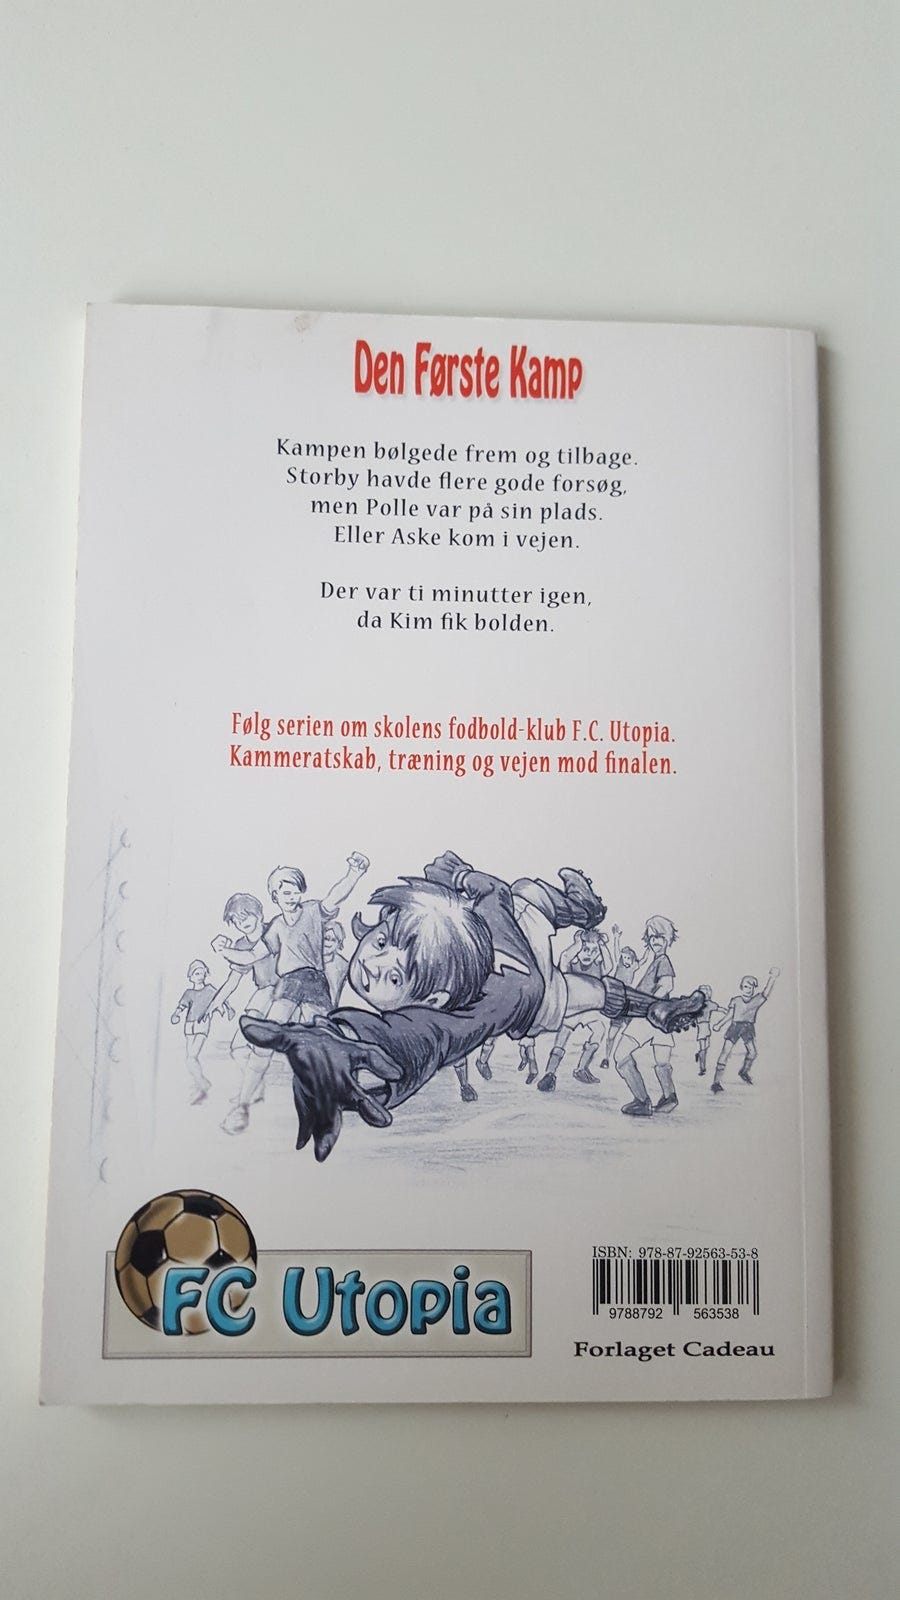 Den Første Kamp
Kampen bølgede frem og tilbage.
Storby havde flere gode forsøg,
men Polle var på sin plads.
Eller Aske kom i vejen.
Der var ti minutter igen,
da Kim fik bolden.
Følg serien om skolens fodbold-klub F.C. Utopia.
Kammeratskab, træning og vejen mod finalen.
FC Utopia
ISBN: 978-87-92563-53-8
9788792 563538
Forlaget Cadeau